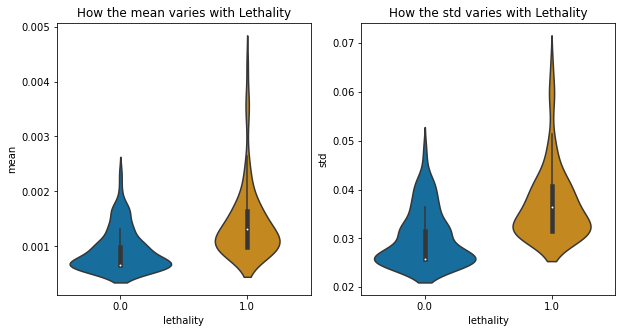 How the mean varies with Lethality
0.005
0.004
0.003
0.002
0.001
mean
0.0 1.0
lethality
How the std varies with Lethality
0.07
0.06
0.05
0.04
0.03
0.02
std
0.0 1.0
lethality